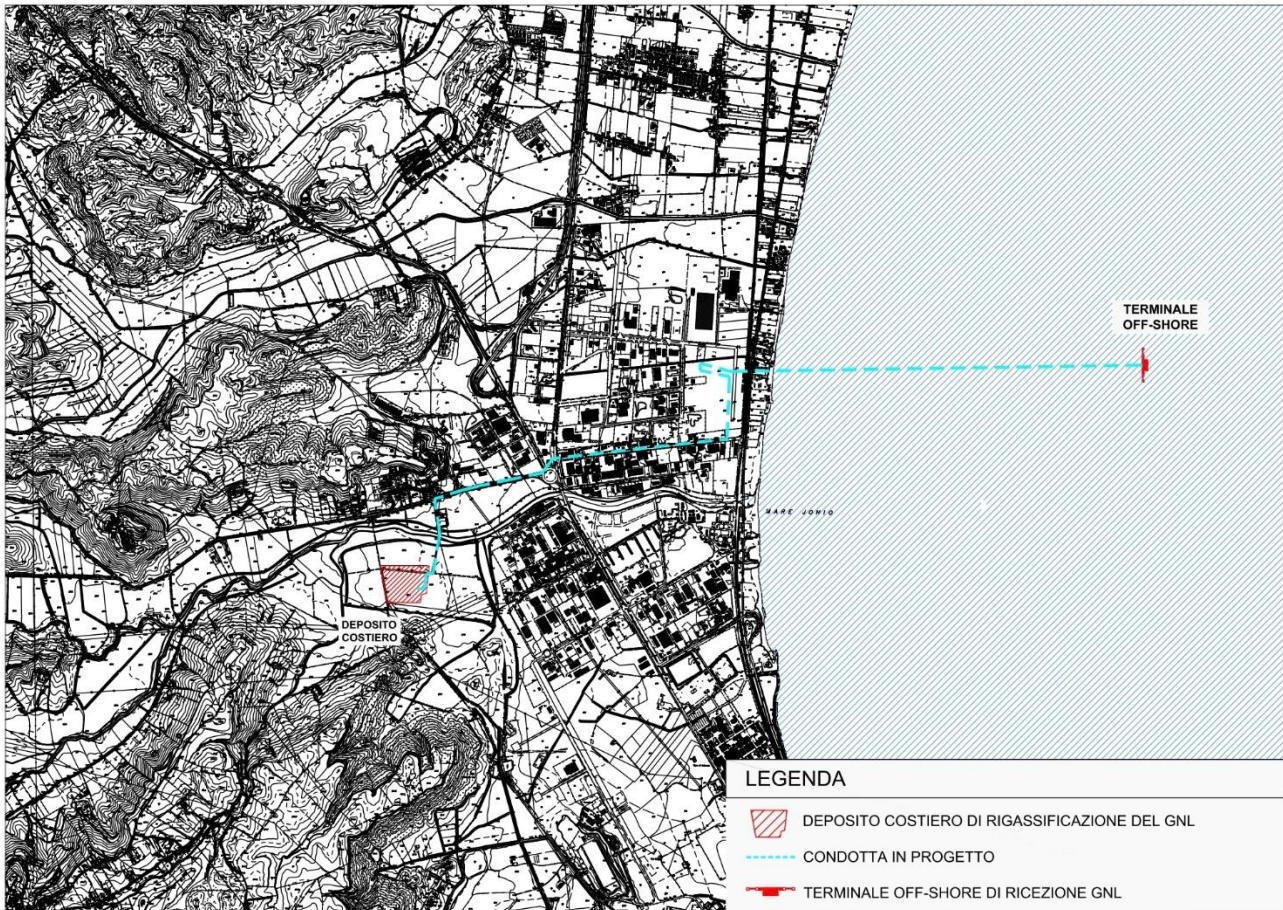 TERMINALE
OFF-SHORE
MARE JONIO
DEPOSITO
COSTIERO
LEGENDA
DEPOSITO COSTIERO DI RIGASSIFICAZIONE DEL GNL
CONDOTTA IN PROGETTO
TERMINALE OFF-SHORE DI RICEZIONE GNL